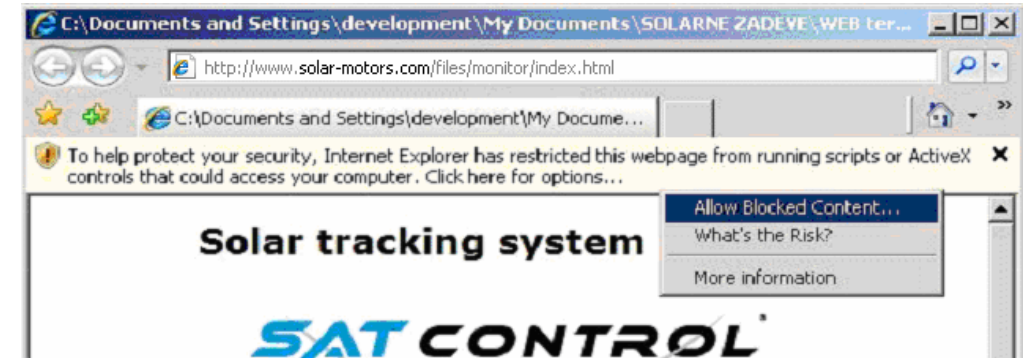 C:\Documents and Settings\development\My Documents\SOLARNE ZADEVE\WEB ter...
http://www.solar-motors.com/files/monitor/index.html
C:\Documents and Settings\development\My Docume...
To help protect your security, Internet Explorer has restricted this webpage from running scripts or ActiveX
controls that could access your computer. Click here for options...
Allow Blocked Content...
What's the Risk?
More information
Solar tracking system
SAT CONTROL